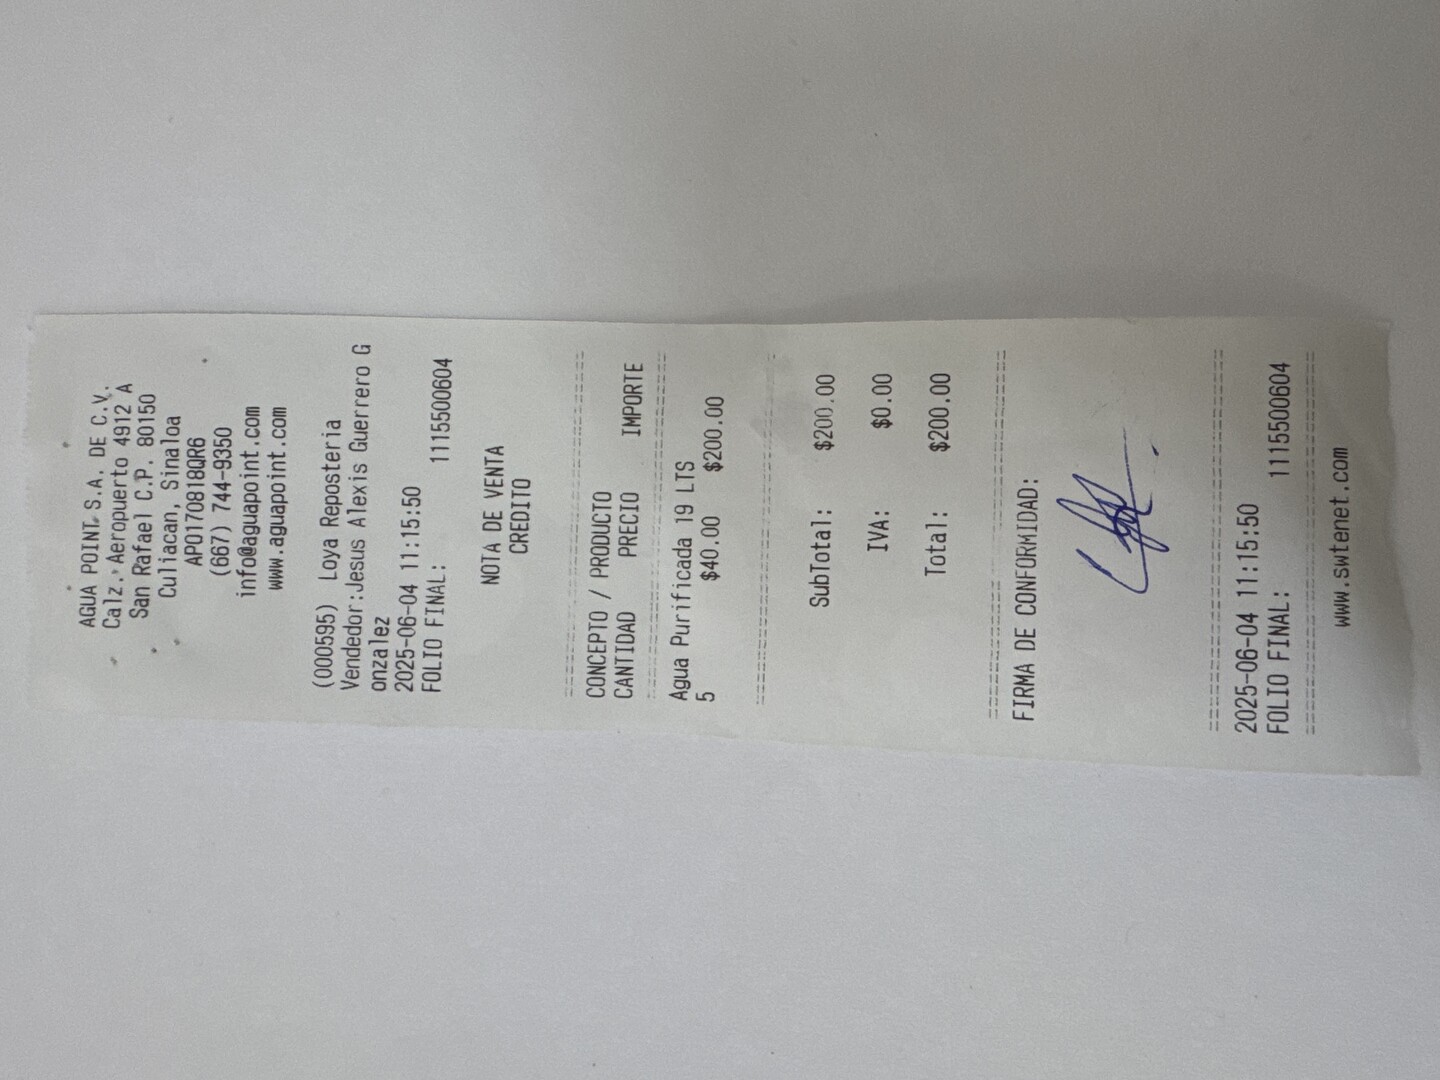 AGUA POINT S.A. DE C.V.
Calz. Aeropuerto 4912 A
San Rafael C.P. 80150
Culiacan, Sinaloa
APO170818QR6
(667) 744-9350
info@aguapoint.com
www.aguapoint.com
(000595) Loya Reposteria
Vendedor:Jesus Alexis Guerrero G
onzalez
2025-06-04 11:15:50
FOLIO FINAL: 1115500604
NOTA DE VENTA
CREDITO
================================
CONCEPTO / PRODUCTO
CANTIDAD PRECIO IMPORTE
================================
Agua Purificada 19 LTS
5 $40.00 $200.00
================================
SubTotal: $200.00
IVA: $0.00
Total: $200.00
================================
FIRMA DE CONFORMIDAD:
================================
2025-06-04 11:15:50
FOLIO FINAL: 1115500604
================================
www.swtenet.com